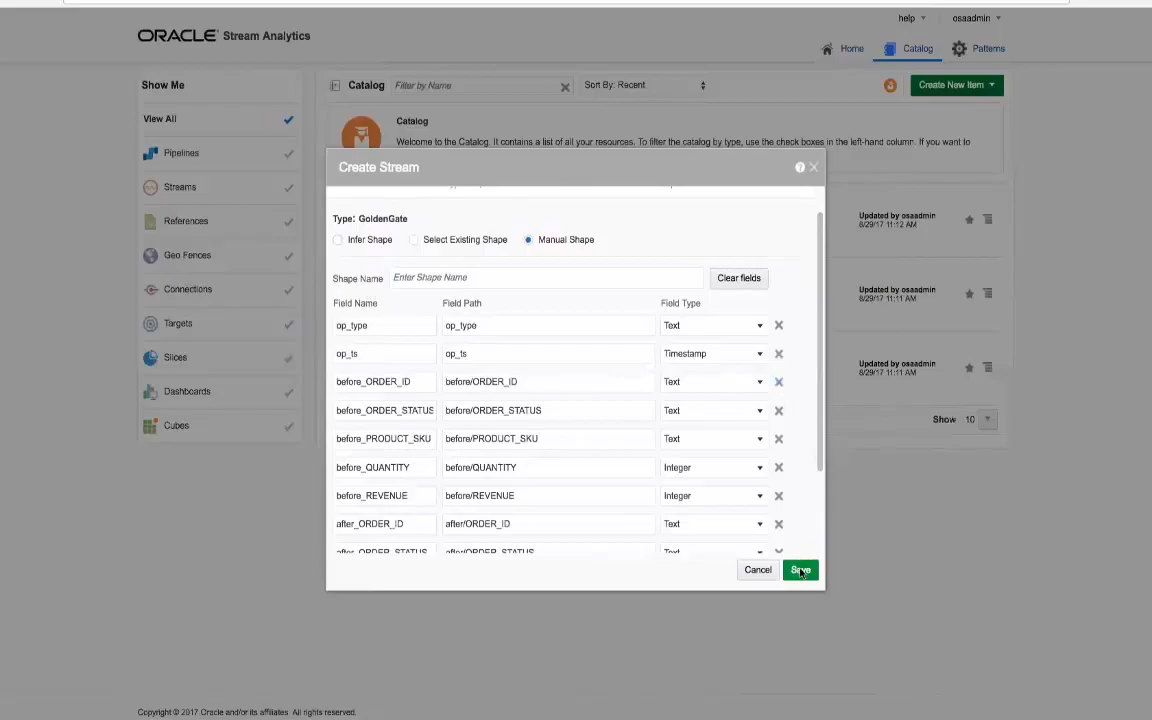 help
osaadmin
ORACLE Stream Analytics
Home
Catalog
Patterns
Show Me
Catalog
Filter by Name
Sort By: Recent
Create New Item
View All
Pipelines
Streams
References
Geo Fences
Connections
Targets
Slices
Dashboards
Cubes
Catalog
Welcome to the Catalog. It contains a list of all your resources. To filter the catalog by type, use the check boxes in the left-hand column. If you want to
Updated by osaadmin
8/29/17 11:12 AM
Updated by osaadmin
8/29/17 11:11 AM
Updated by osaadmin
8/29/17 11:11 AM
Show 10
Create Stream
Type: GoldenGate
Infer Shape Select Existing Shape Manual Shape
Shape Name Enter Shape Name Clear fields
Field Name Field Path Field Type
op_type op_type Text
op_ts op_ts Timestamp
before_ORDER_ID before/ORDER_ID Text
before_ORDER_STATUS before/ORDER_STATUS Text
before_PRODUCT_SKU before/PRODUCT_SKU Text
before_QUANTITY before/QUANTITY Integer
before_REVENUE before/REVENUE Integer
after_ORDER_ID after/ORDER_ID Text
after_ORDER_STATUS after/ORDER_STATUS Text
Cancel Save
Copyright © 2017 Oracle and/or its affiliates. All rights reserved.